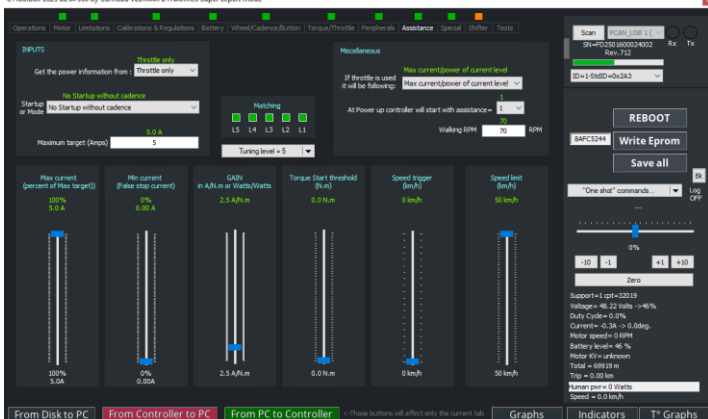 Operations Motor Limitations Calibrations & Regulations Battery Wheel/Cadence/Button Torque/Throttle Peripherals Assistance Special Shifter Tests
INPUTS
Throttle only
Get the power information from : Throttle only
No Startup without cadence
Startup or Mode No Startup without cadence
5.0 A
Maximum target (Amps) 5
Matching
L5 L4 L3 L2 L1
Tuning level = 5
Miscellaneous
Max current/power of current level
If throttle is used it will be following: Max current/power of current level
1
At Power up controller will start with assistance= 1
70
Walking RPM 70 RPM
Max current (percent of Max target))
100%
5.0 A
100%
5.0A
Min current (False stop current)
0%
0.00 A
0%
0.00A
GAIN in A/N.m or Watts/Watts
2.5 A/N.m
2.5 A/N.m
Torque Start threshold (N.m)
0.0 N.m
0.0 N.m
Speed trigger (km/h)
0 km/h
0 km/h
Speed limit (km/h)
50 km/h
50 km/h
Scan PCAN_USB 1 (
Rx Tx
SN=FD2501600024002
Rev.712
ID=1-StdID=0x2A3
REBOOT
8AFC5244 Write Eprom
Save all
Bk
"One shot" commands...
Log OFF
...
0%
-10 -1 +1 +10
Zero
Support=1 cpt=32019
Voltage= 48.22 Volts ->46%
Duty Cycle= 0.0%
Current= -0.3A -> 0.0deg.
Motor speed= 0 RPM
Motor KV= unknown
Battery level= 46 %
Total = 69919 m
Trip = 0.00 km
Human pwr= 0 Watts
Speed = 0.0 km/h
From Disk to PC From Controller to PC From PC to Controller <-Those buttons will affect only the current tab Graphs Indicators T° Graphs